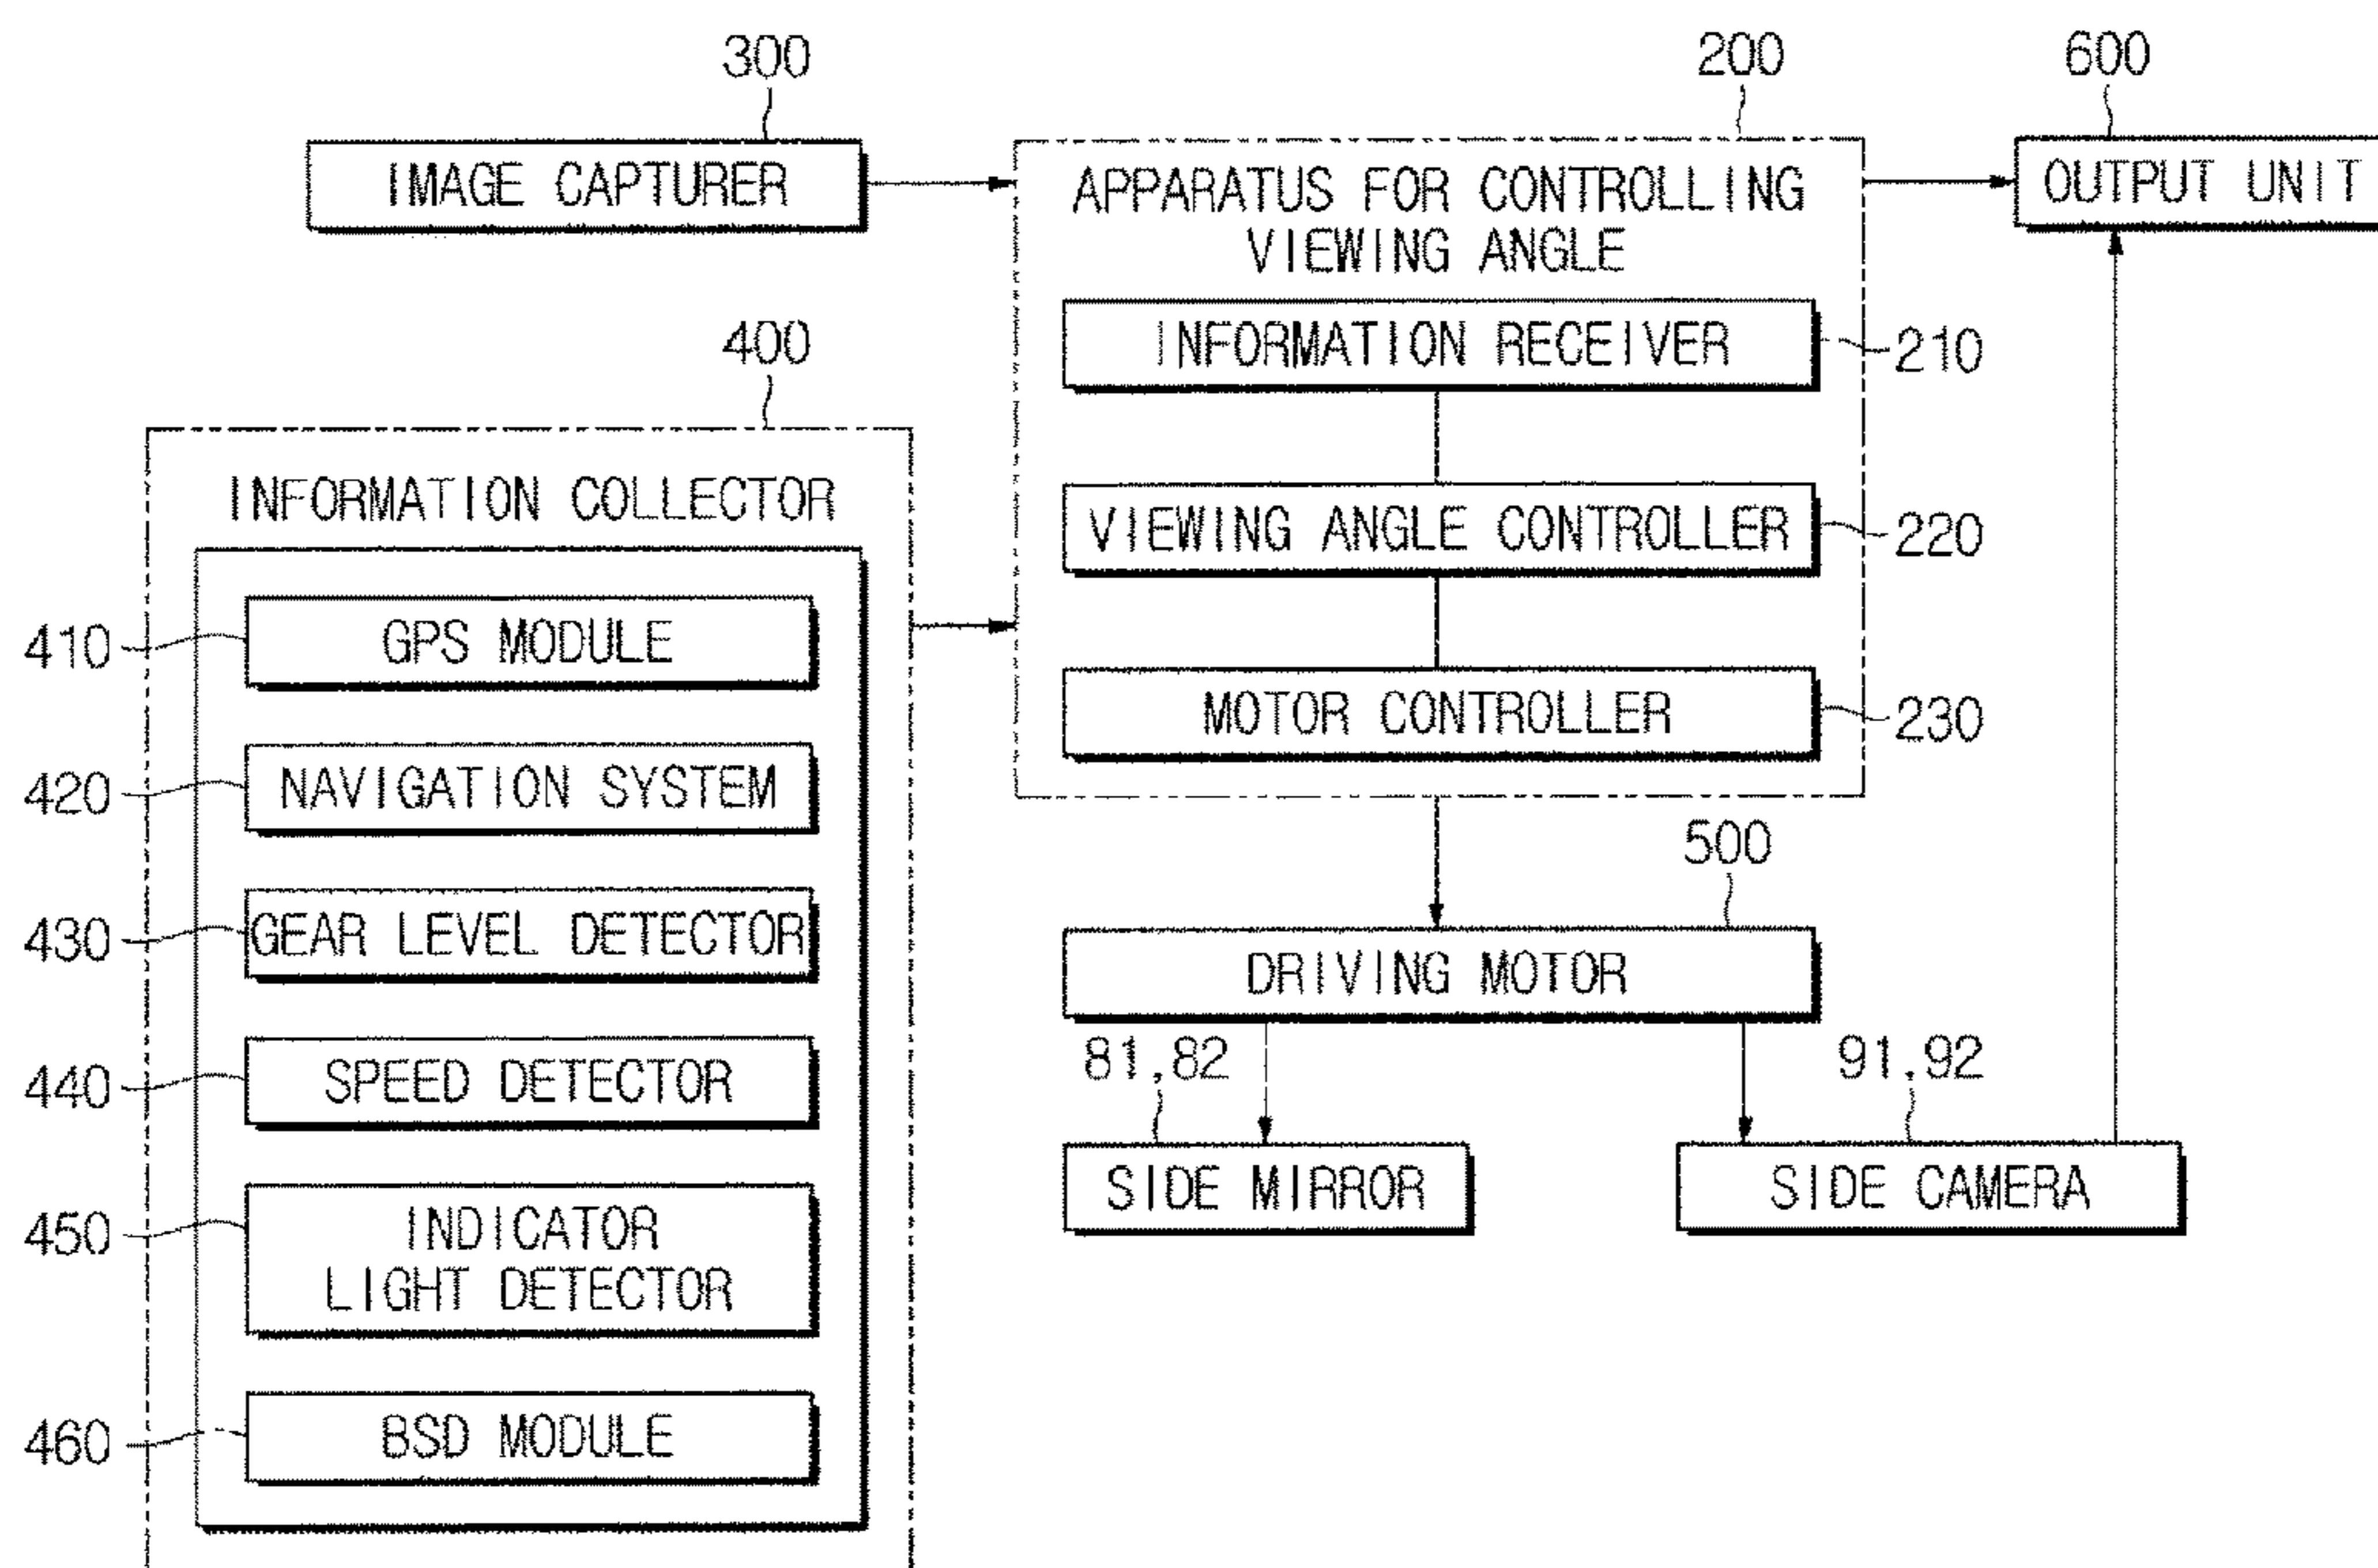 300
IMAGE CAPTURER
200
APPARATUS FOR CONTROLLING
VIEWING ANGLE
INFORMATION RECEIVER
210
VIEWING ANGLE CONTROLLER
220
MOTOR CONTROLLER
230
600
OUTPUT UNIT
400
INFORMATION COLLECTOR
410
GPS MODULE
420
NAVIGATION SYSTEM
430
GEAR LEVEL DETECTOR
440
SPEED DETECTOR
450
INDICATOR
LIGHT DETECTOR
460
BSD MODULE
500
DRIVING MOTOR
81,82
SIDE MIRROR
91,92
SIDE CAMERA